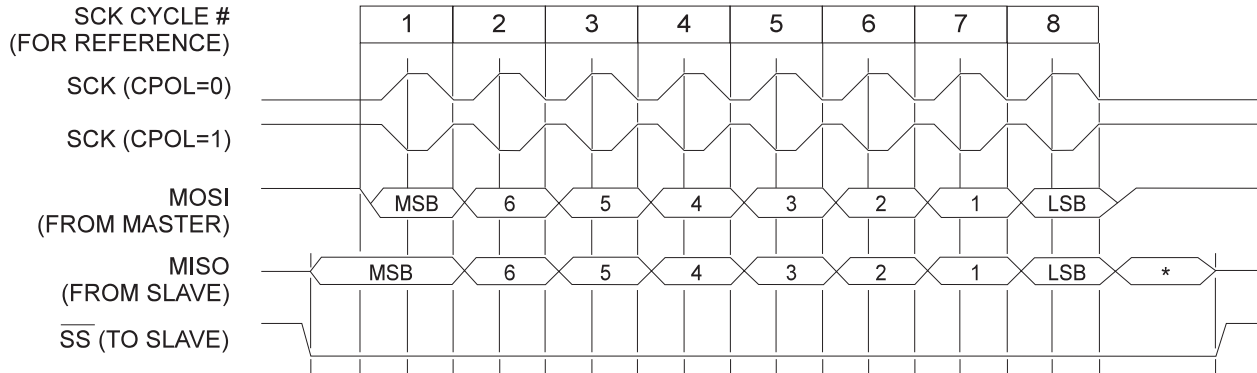 SCK CYCLE #
(FOR REFERENCE)
1 2 3 4 5 6 7 8
SCK (CPOL=0)
SCK (CPOL=1)
MOSI
(FROM MASTER)
MSB 6 5 4 3 2 1 LSB
MISO
(FROM SLAVE)
MSB 6 5 4 3 2 1 LSB *
S̅S̅ (TO SLAVE)